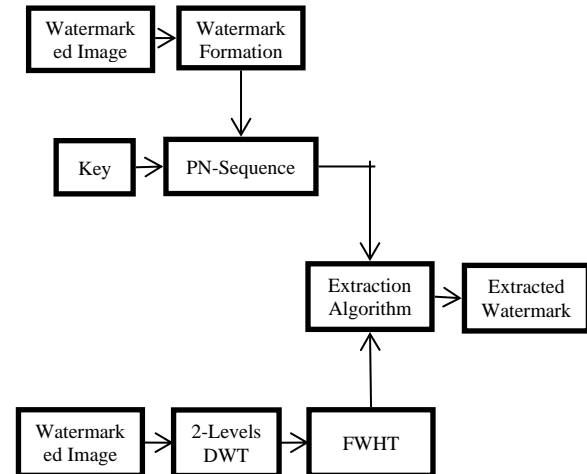 Watermark
ed Image
Watermark
Formation
Key
PN-Sequence
Extraction
Algorithm
Extracted
Watermark
Watermark
ed Image
2-Levels
DWT
FWHT